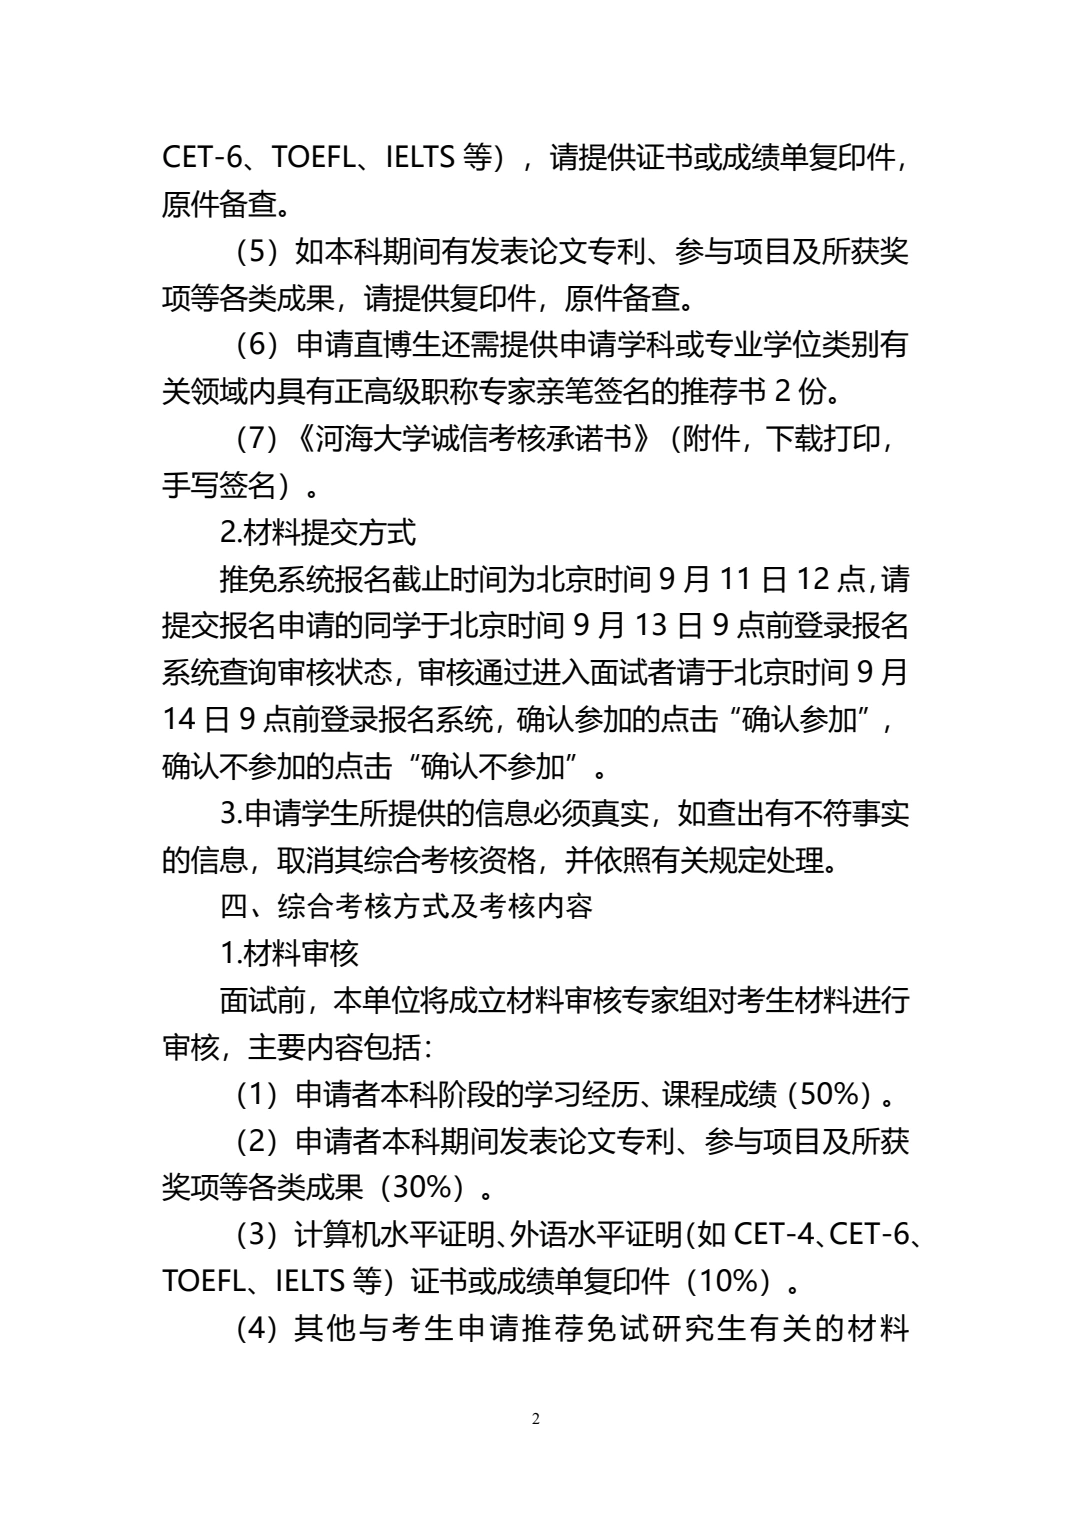 CET-6、TOEFL、IELTS 等），请提供证书或成绩单复印件，
原件备查。
（5）如本科期间有发表论文专利、参与项目及所获奖
项等各类成果，请提供复印件，原件备查。
（6）申请直博生还需提供申请学科或专业学位类别有
关领域内具有正高级职称专家亲笔签名的推荐书 2 份。
（7）《河海大学诚信考核承诺书》（附件，下载打印，
手写签名）。
2.材料提交方式
推免系统报名截止时间为北京时间 9 月 11 日 12 点，请
提交报名申请的同学于北京时间 9 月 13 日 9 点前登录报名
系统查询审核状态，审核通过进入面试者请于北京时间 9 月
14 日 9 点前登录报名系统，确认参加的点击“确认参加”，
确认不参加的点击“确认不参加”。
3.申请学生所提供的信息必须真实，如查出有不符事实
的信息，取消其综合考核资格，并依照有关规定处理。
四、综合考核方式及考核内容
1.材料审核
面试前，本单位将成立材料审核专家组对考生材料进行
审核，主要内容包括：
（1）申请者本科阶段的学习经历、课程成绩（50%）。
（2）申请者本科期间发表论文专利、参与项目及所获
奖项等各类成果（30%）。
（3）计算机水平证明、外语水平证明（如 CET-4、CET-6、
TOEFL、IELTS 等）证书或成绩单复印件（10%）。
（4）其他与考生申请推荐免试研究生有关的材料
2